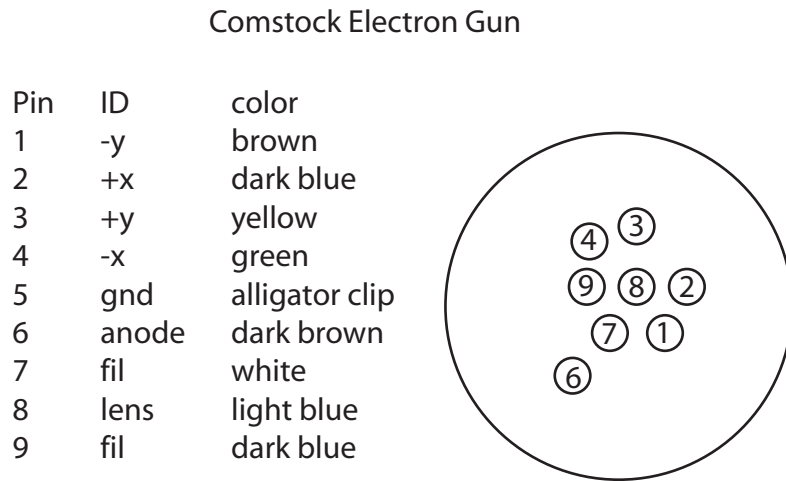 Comstock Electron Gun
Pin ID color
1 -y brown
2 +x dark blue
3 +y yellow
4 -x green
5 gnd alligator clip
6 anode dark brown
7 fil white
8 lens light blue
9 fil dark blue
3
4
9 8 2
7 1
6